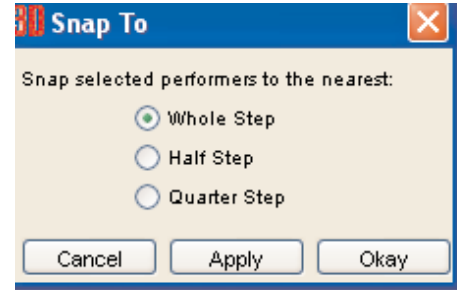 Snap To
Snap selected performers to the nearest:
Whole Step
Half Step
Quarter Step
Cancel Apply Okay